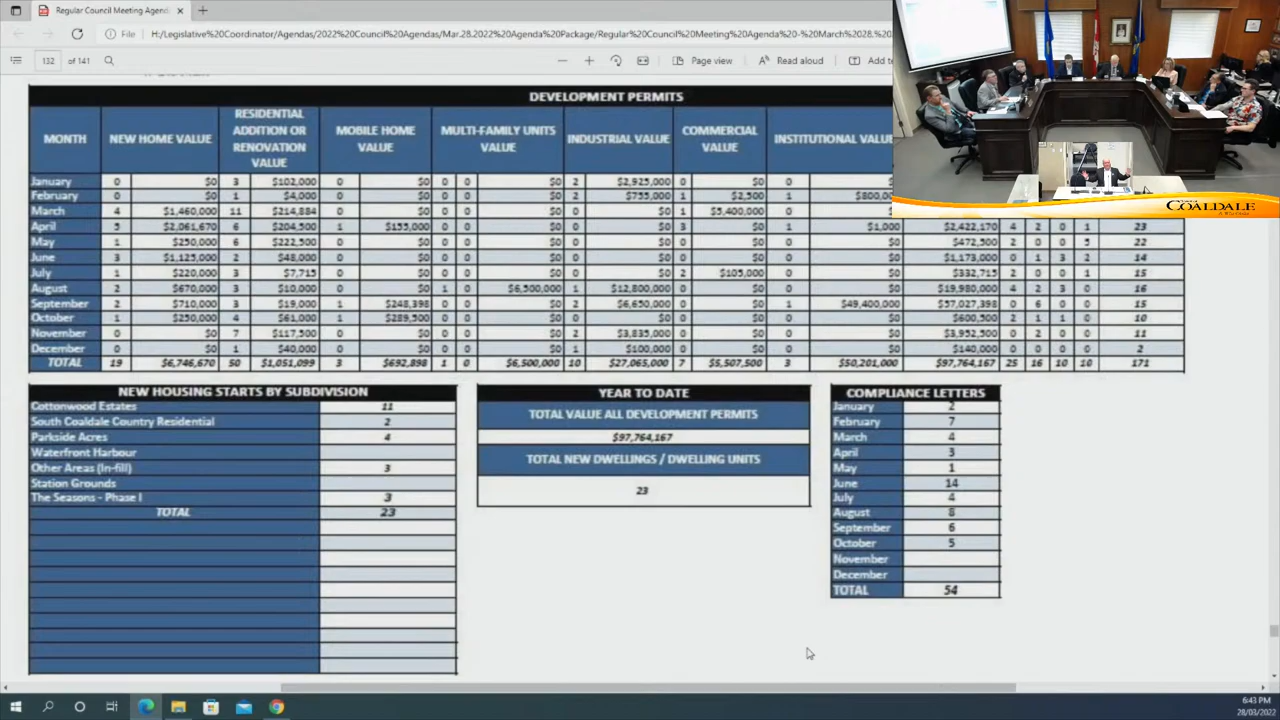 Regular Council Meeting Agend
File H:/Legislative%20Coordinator/Agendas/2022%20Council%20Agendas/Mar.28.2022%20Agenda%20Package/Regular%20Council%20Meeting%20Agenda%20-%20March%2028.
132 of 141 Page view Read aloud Add te
DEVELOPMENT PERMITS
MONTH NEW HOME VALUE RESIDENTIAL ADDITION OR RENOVATION VALUE MOBILE HOME VALUE MULTI-FAMILY UNITS VALUE INDUSTRIAL VALUE COMMERCIAL VALUE INSTITUTIONAL VALU
January 0 $0 3 $102,000 0 $0 0 0 $0 2 $2,925,000 0 $0 0
February 0 $0 1 $4,000 0 $0 0 0 $0 2 $755,000 1 $2,500 1 $800,0
March 4 $1,460,000 11 $214,884 0 $0 0 0 $0 0 $0 1 $5,400,000 0
April 5 $2,061,670 6 $204,500 1 $155,000 0 0 $0 0 $0 3 $0 1 $1,000 $2,422,170 4 2 0 1 23
May 1 $250,000 6 $222,500 0 $0 0 0 $0 0 $0 0 $0 0 $0 $472,500 2 0 0 5 22
June 3 $1,125,000 2 $48,000 0 $0 0 0 $0 0 $0 0 $0 0 $0 $1,173,000 0 1 3 2 14
July 1 $220,000 3 $7,715 0 $0 0 0 $0 0 $0 2 $105,000 0 $0 $332,715 2 0 0 1 15
August 2 $670,000 3 $10,000 0 $0 1 0 $6,500,000 1 $12,800,000 0 $0 0 $0 $19,980,000 4 2 3 0 16
September 2 $710,000 3 $19,000 1 $248,398 0 0 $0 2 $6,650,000 0 $0 1 $49,400,000 $57,027,398 0 6 0 0 15
October 1 $250,000 4 $61,000 1 $289,500 0 0 $0 0 $0 0 $0 0 $0 $600,500 2 1 1 0 10
November 0 $0 7 $117,500 0 $0 0 0 $0 2 $3,835,000 0 $0 0 $0 $3,952,500 0 2 0 0 11
December 0 $0 1 $40,000 0 $0 0 0 $0 1 $100,000 0 $0 0 $0 $140,000 0 0 0 0 2
TOTAL 19 $6,746,670 50 $1,051,099 3 $692,898 1 0 $6,500,000 10 $27,065,000 7 $5,507,500 3 $50,201,000 $97,764,167 25 16 10 10 171
NEW HOUSING STARTS BY SUBDIVISION
Cottonwood Estates 11
South Coaldale Country Residential 2
Parkside Acres 4
Waterfront Harbour
Other Areas (In-fill) 3
Station Grounds
The Seasons - Phase I 3
TOTAL 23
YEAR TO DATE
TOTAL VALUE ALL DEVELOPMENT PERMITS
$97,764,167
TOTAL NEW DWELLINGS / DWELLING UNITS
23
COMPLIANCE LETTERS
January 2
February 7
March 4
April 3
May 1
June 14
July 4
August 8
September 6
October 5
November
December
TOTAL 54
COALDALE
6:43 PM
28/03/2022